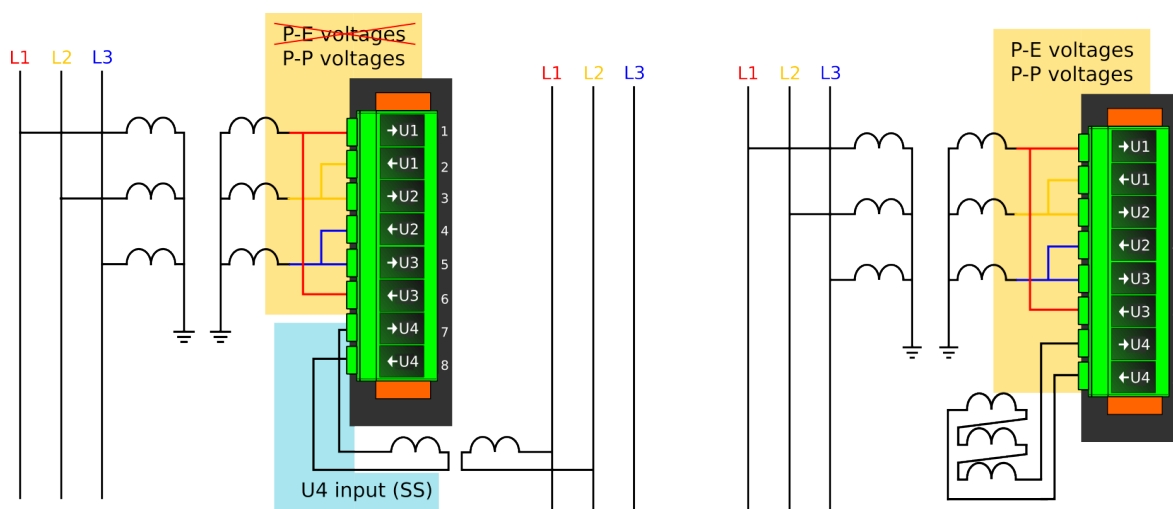 P-E voltages
P-P voltages
L1 L2 L3
→U1 1
←U1 2
→U2 3
←U2 4
→U3 5
←U3 6
→U4 7
←U4 8
U4 input (SS)
L1 L2 L3
L1 L2 L3
P-E voltages
P-P voltages
→U1
←U1
→U2
←U2
→U3
←U3
→U4
←U4